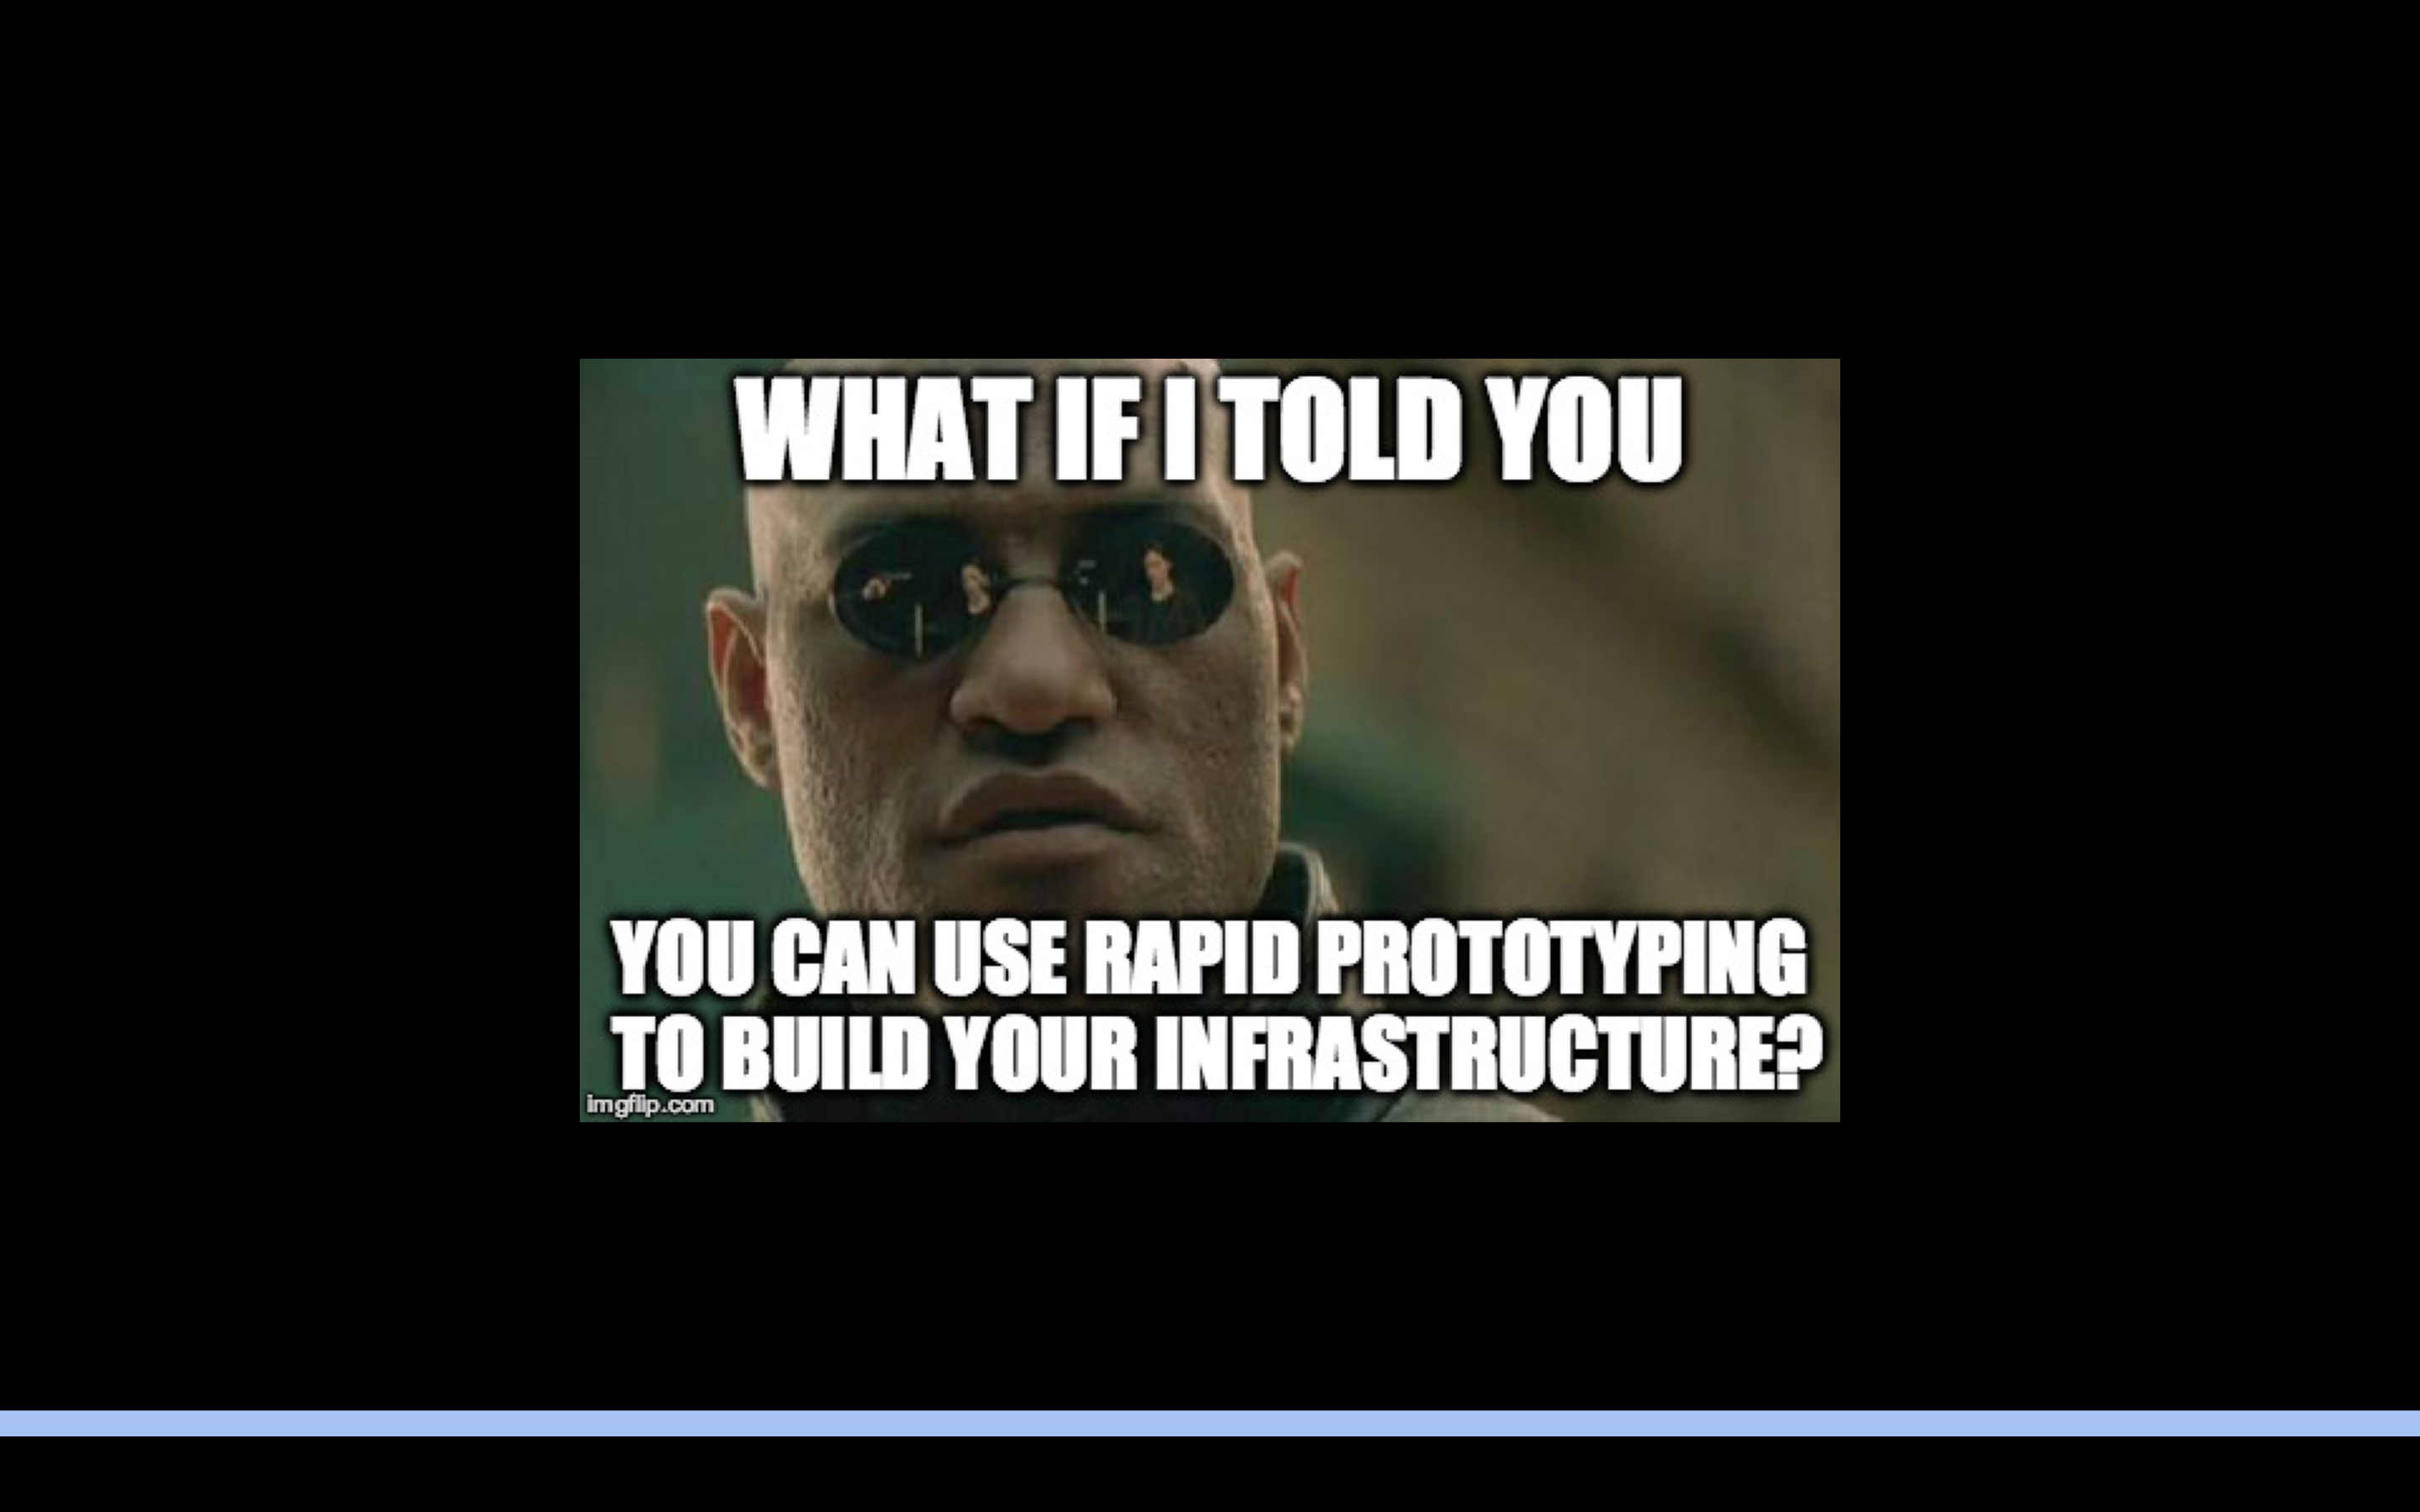 WHAT IF I TOLD YOU
YOU CAN USE RAPID PROTOTYPING
TO BUILD YOUR INFRASTRUCTURE?
imgflip.com